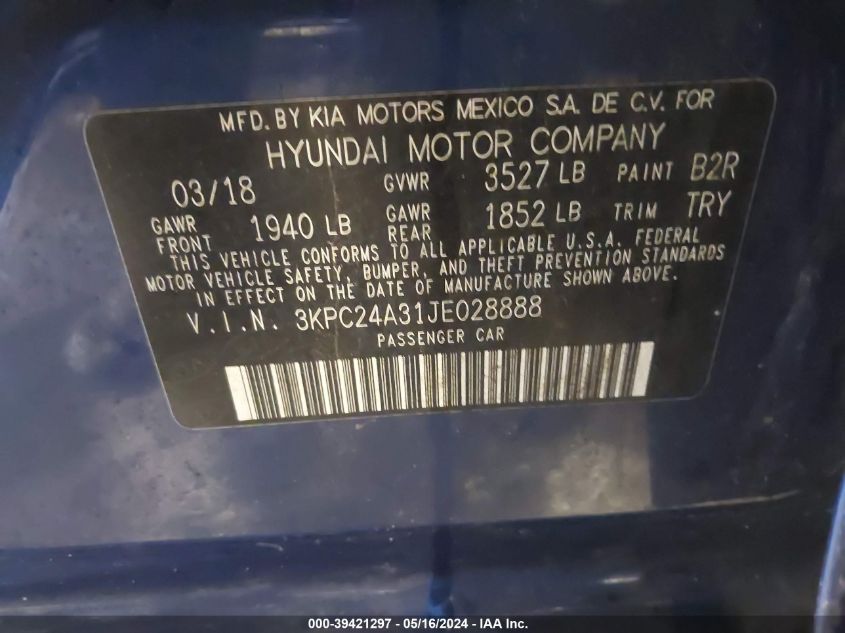 MFD. BY KIA MOTORS MEXICO S.A. DE C.V. FOR
HYUNDAI MOTOR COMPANY
03/18 GVWR 3527 LB PAINT B2R
GAWR FRONT 1940 LB GAWR REAR 1852 LB TRIM TRY
THIS VEHICLE CONFORMS TO ALL APPLICABLE U.S.A. FEDERAL
MOTOR VEHICLE SAFETY, BUMPER, AND THEFT PREVENTION STANDARDS
IN EFFECT ON THE DATE OF MANUFACTURE SHOWN ABOVE.
V.I.N. 3KPC24A31JE028888
PASSENGER CAR
000-39421297 - 05/16/2024 - IAA Inc.